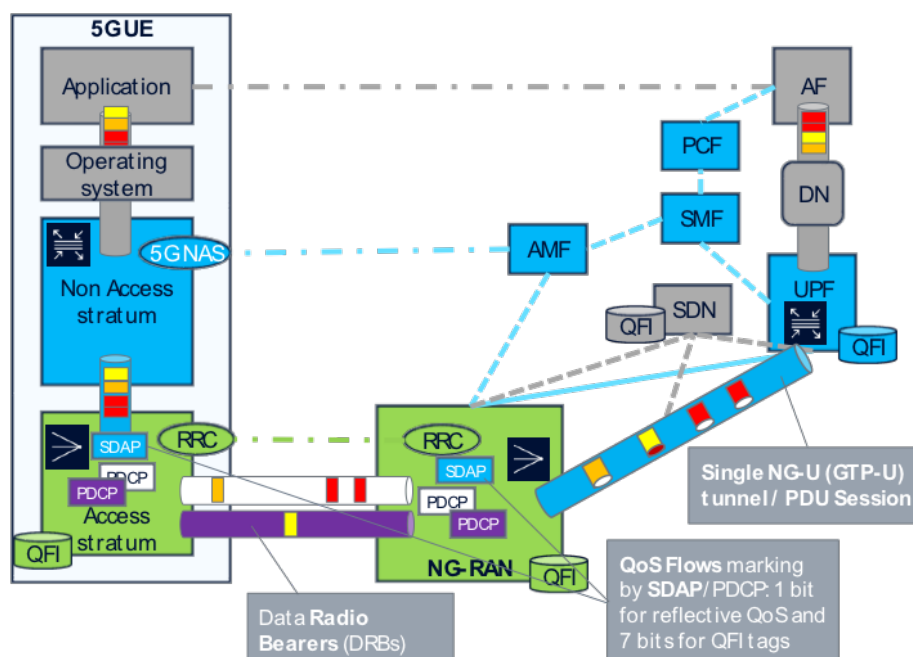 5GUE
Application
Operating
system
5GNAS
Non Access
stratum
SDAP
PDCP
PDCP
Access
stratum
QFI
RRC
RRC
SDAP
PDCP
PDCP
NG-RAN
QFI
AMF
PCF
SMF
AF
DN
UPF
QFI
SDN
QFI
Single NG-U (GTP-U)
tunnel / PDU Session
Data Radio
Bearers (DRBs)
QoS Flows marking
by SDAP/PDCP: 1 bit
for reflective QoS and
7 bits for QFI tags